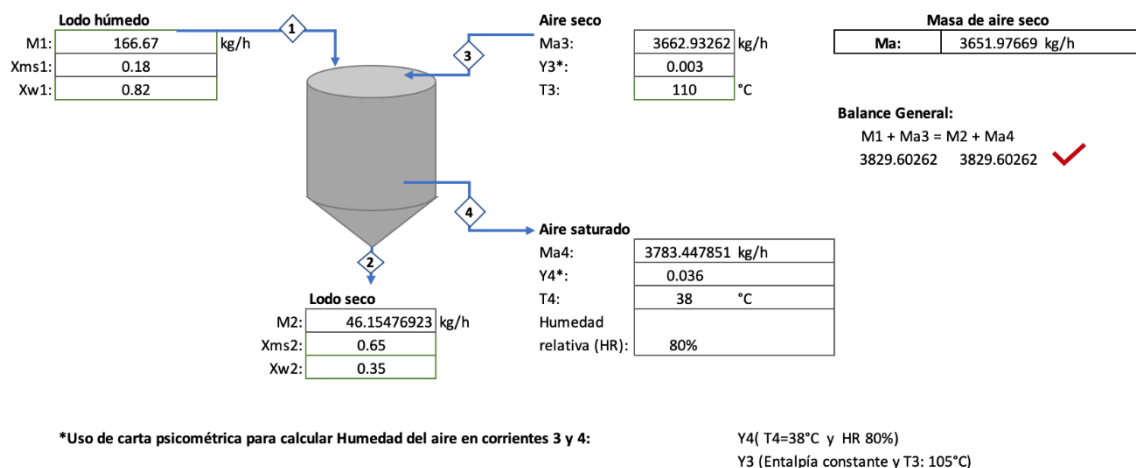 Lodo húmedo
M1: 166.67 kg/h
Xms1: 0.18
Xw1: 0.82
1
3
Aire seco
Ma3: 3662.93262 kg/h
Y3*: 0.003
T3: 110 °C
Masa de aire seco
Ma: 3651.97669 kg/h
Balance General:
M1 + Ma3 = M2 + Ma4
3829.60262 3829.60262
4
Aire saturado
Ma4: 3783.447851 kg/h
Y4*: 0.036
T4: 38 °C
Humedad
relativa (HR): 80%
2
Lodo seco
M2: 46.15476923 kg/h
Xms2: 0.65
Xw2: 0.35
*Uso de carta psicométrica para calcular Humedad del aire en corrientes 3 y 4:
Y4( T4=38°C y HR 80%)
Y3 (Entalpía constante y T3: 105°C)